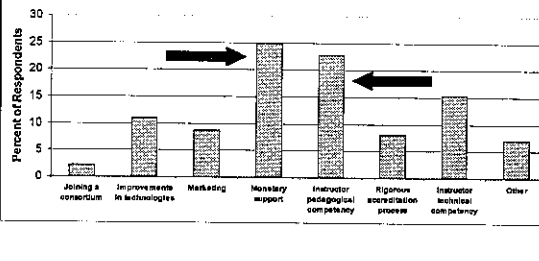 30
25
20
15
10
5
0
Percent of Respondents
Joining a consortium
Improvements in technologies
Marketing
Monetary support
Instructor pedagogical competency
Rigorous accreditation process
Instructor technical competency
Other